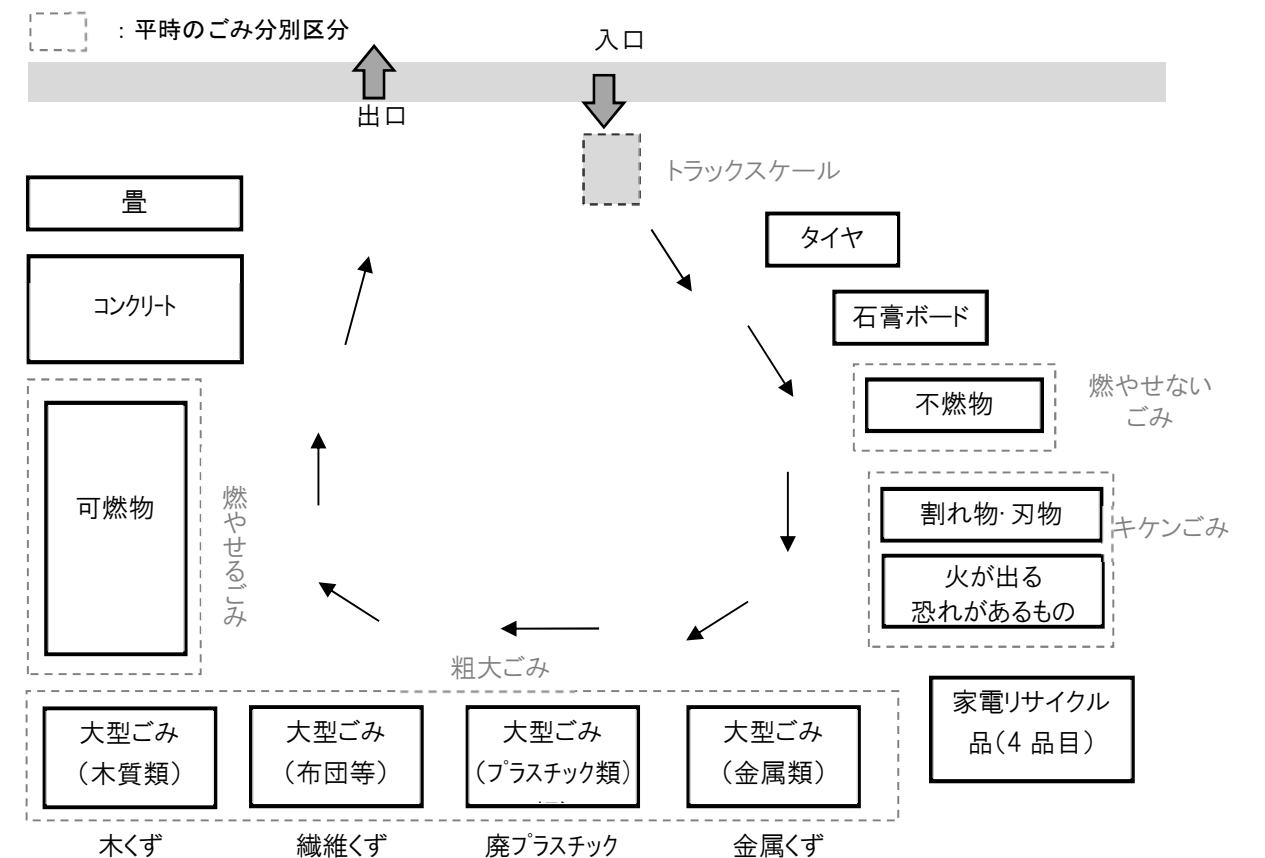 ：平時のごみ分別区分
入口
出口
トラックスケール
畳
タイヤ
コンクリート
石膏ボード
不燃物
燃やせない
ごみ
可燃物
燃やせるごみ
割れ物・刃物
キケンごみ
火が出る
恐れがあるもの
粗大ごみ
家電リサイクル
品（4 品目）
大型ごみ
（木質類）
大型ごみ
（布団等）
大型ごみ
（プラスチック類）
大型ごみ
（金属類）
木くず
繊維くず
廃プラスチック
金属くず